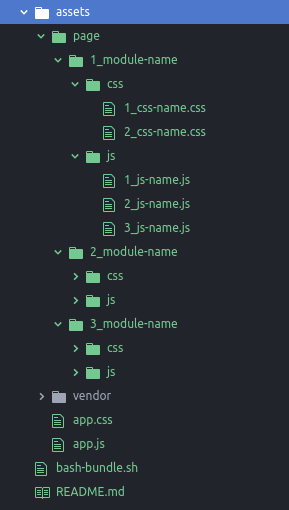 assets
page
1_module-name
css
1_css-name.css
2_css-name.css
js
1_js-name.js
2_js-name.js
3_js-name.js
2_module-name
css
js
3_module-name
css
js
vendor
app.css
app.js
bash-bundle.sh
README.md